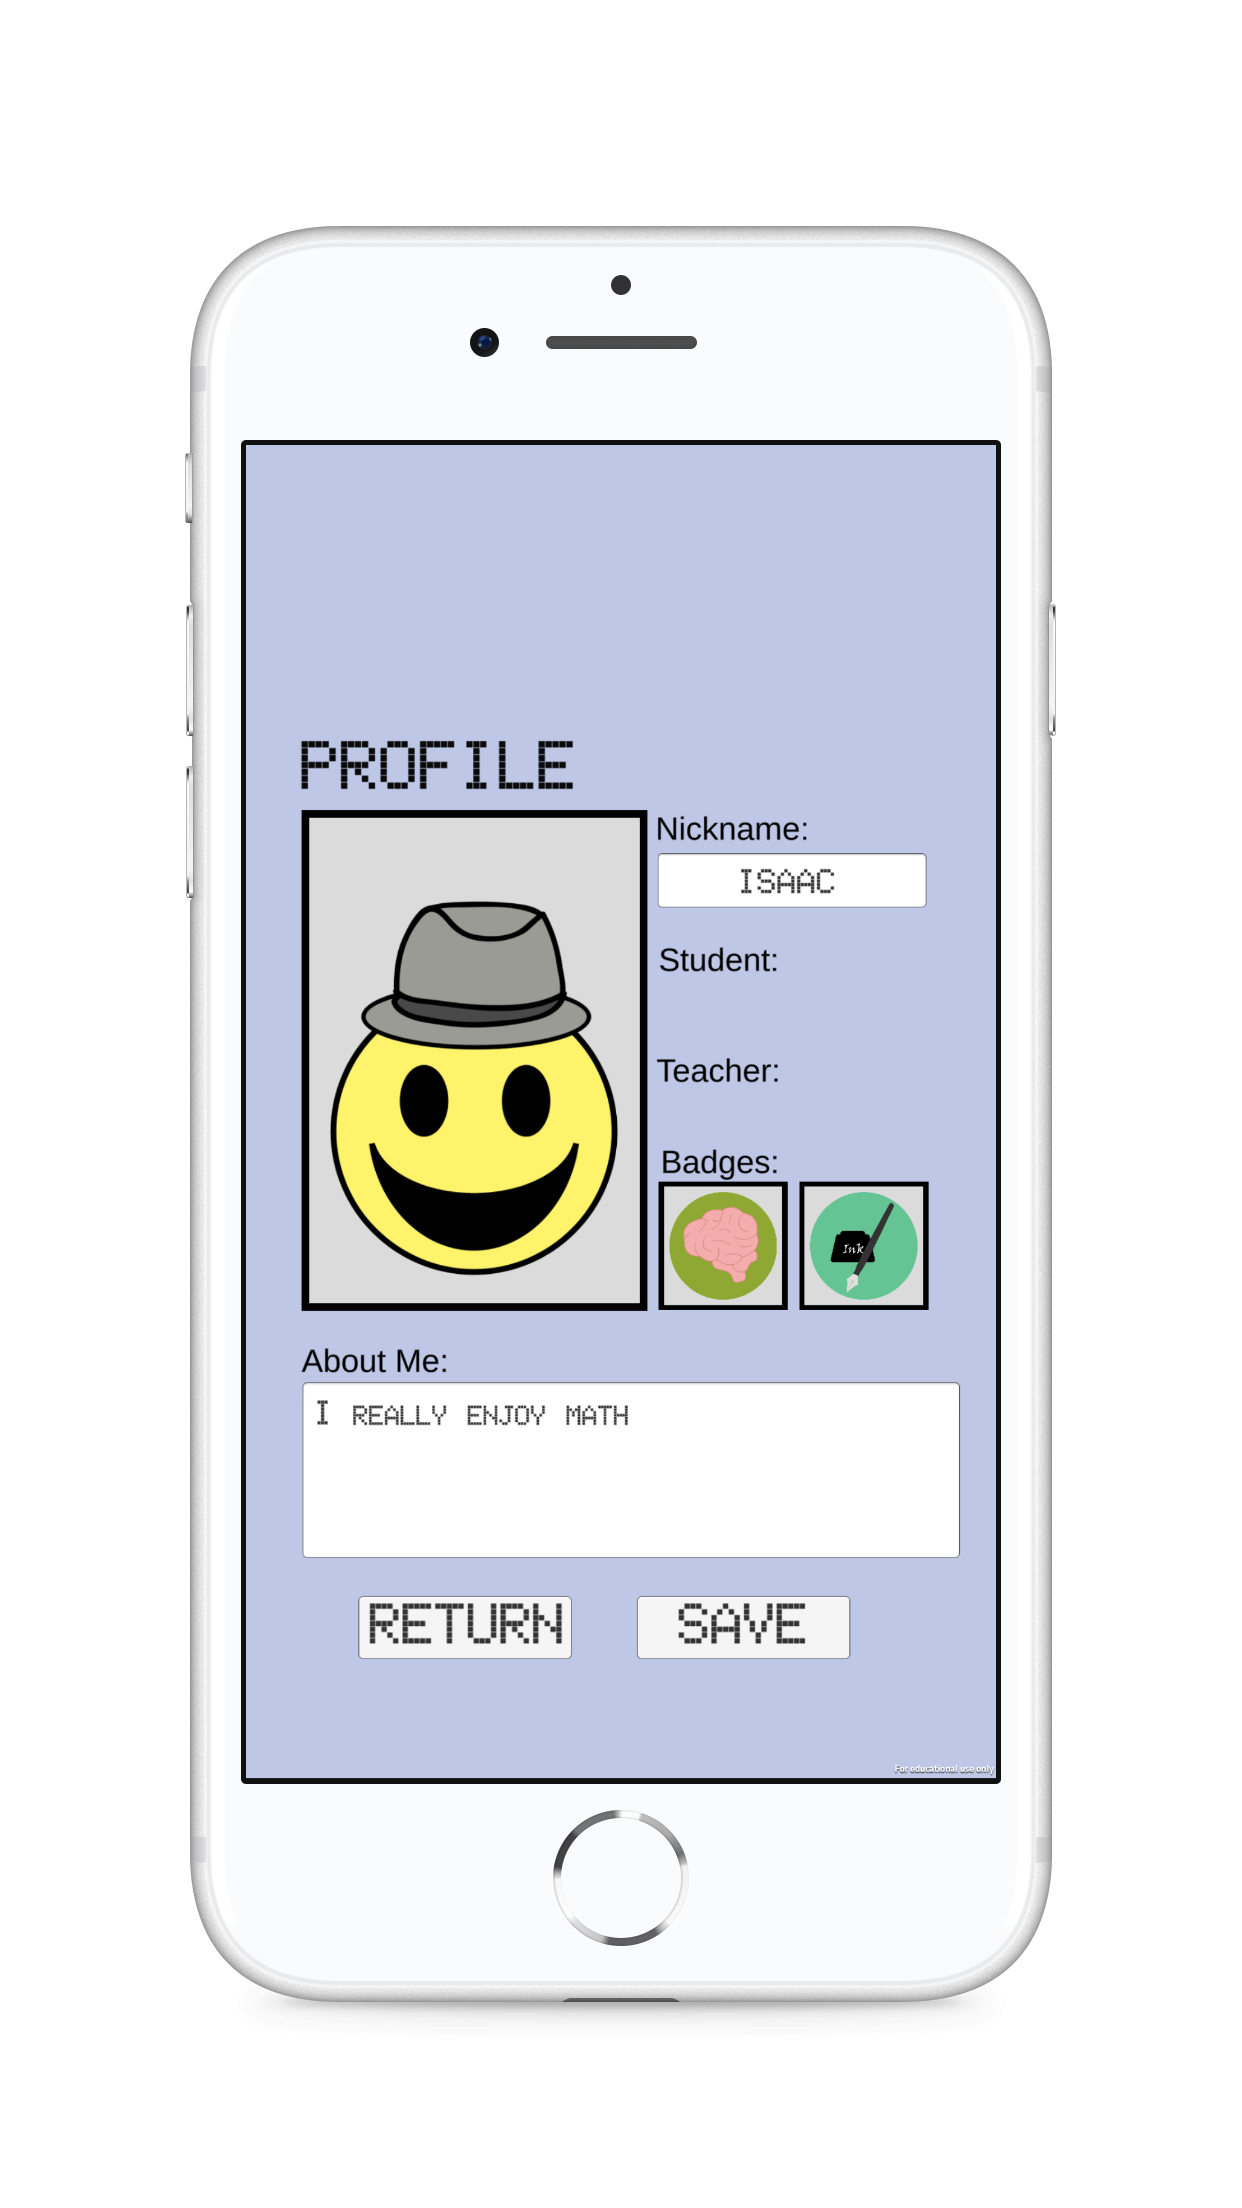 PROFILE
Nickname:
ISAAC
Student:
Teacher:
Badges:
Ink
About Me:
I REALLY ENJOY MATH
RETURN
SAVE
For educational use only